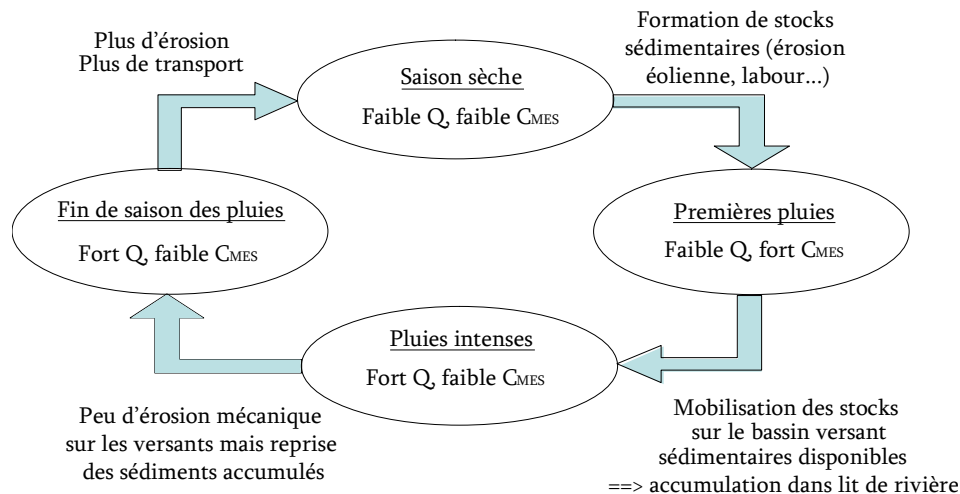 Plus d’érosion
Plus de transport
Saison sèche
Faible Q, faible CMES
Formation de stocks
sédimentaires (érosion
éolienne, labour...)
Fin de saison des pluies
Fort Q, faible CMES
Premières pluies
Faible Q, fort CMES
Pluies intenses
Fort Q, faible CMES
Peu d’érosion mécanique
sur les versants mais reprise
des sédiments accumulés
Mobilisation des stocks
sur le bassin versant
sédimentaires disponibles
==> accumulation dans lit de rivière